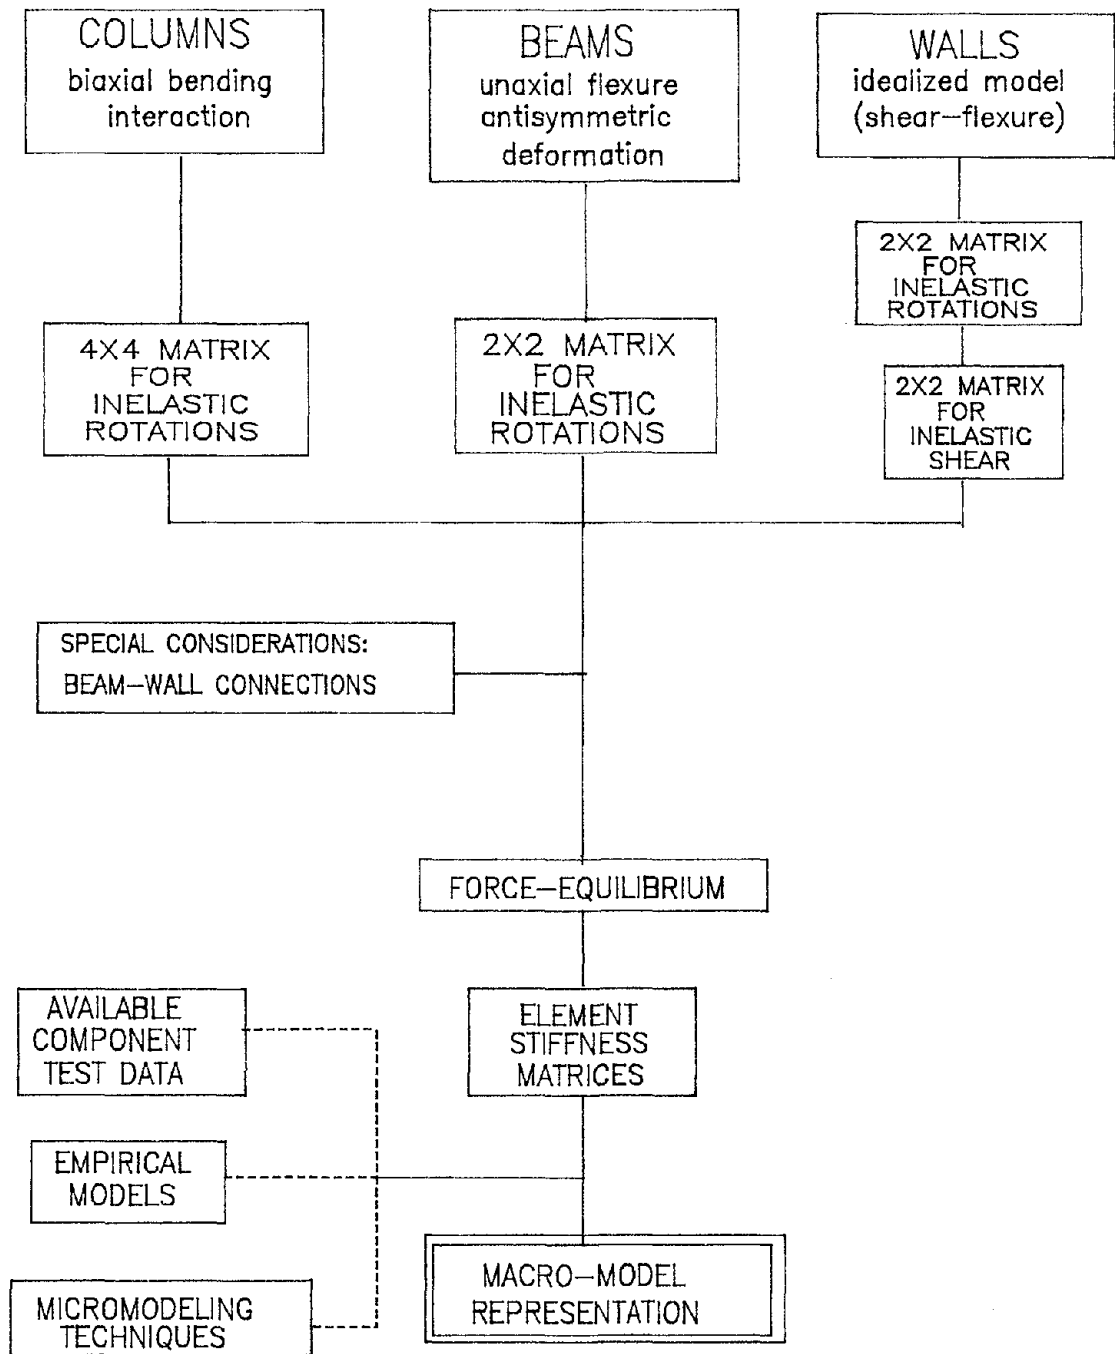 COLUMNS
biaxial bending
interaction
BEAMS
unaxial flexure
antisymmetric
deformation
WALLS
idealized model
(shear-flexure)
2X2 MATRIX
FOR
INELASTIC
ROTATIONS
4X4 MATRIX
FOR
INELASTIC
ROTATIONS
2X2 MATRIX
FOR
INELASTIC
ROTATIONS
2X2 MATRIX
FOR
INELASTIC
SHEAR
SPECIAL CONSIDERATIONS:
BEAM-WALL CONNECTIONS
FORCE-EQUILIBRIUM
AVAILABLE
COMPONENT
TEST DATA
ELEMENT
STIFFNESS
MATRICES
EMPIRICAL
MODELS
MACRO-MODEL
REPRESENTATION
MICROMODELING
TECHNIQUES